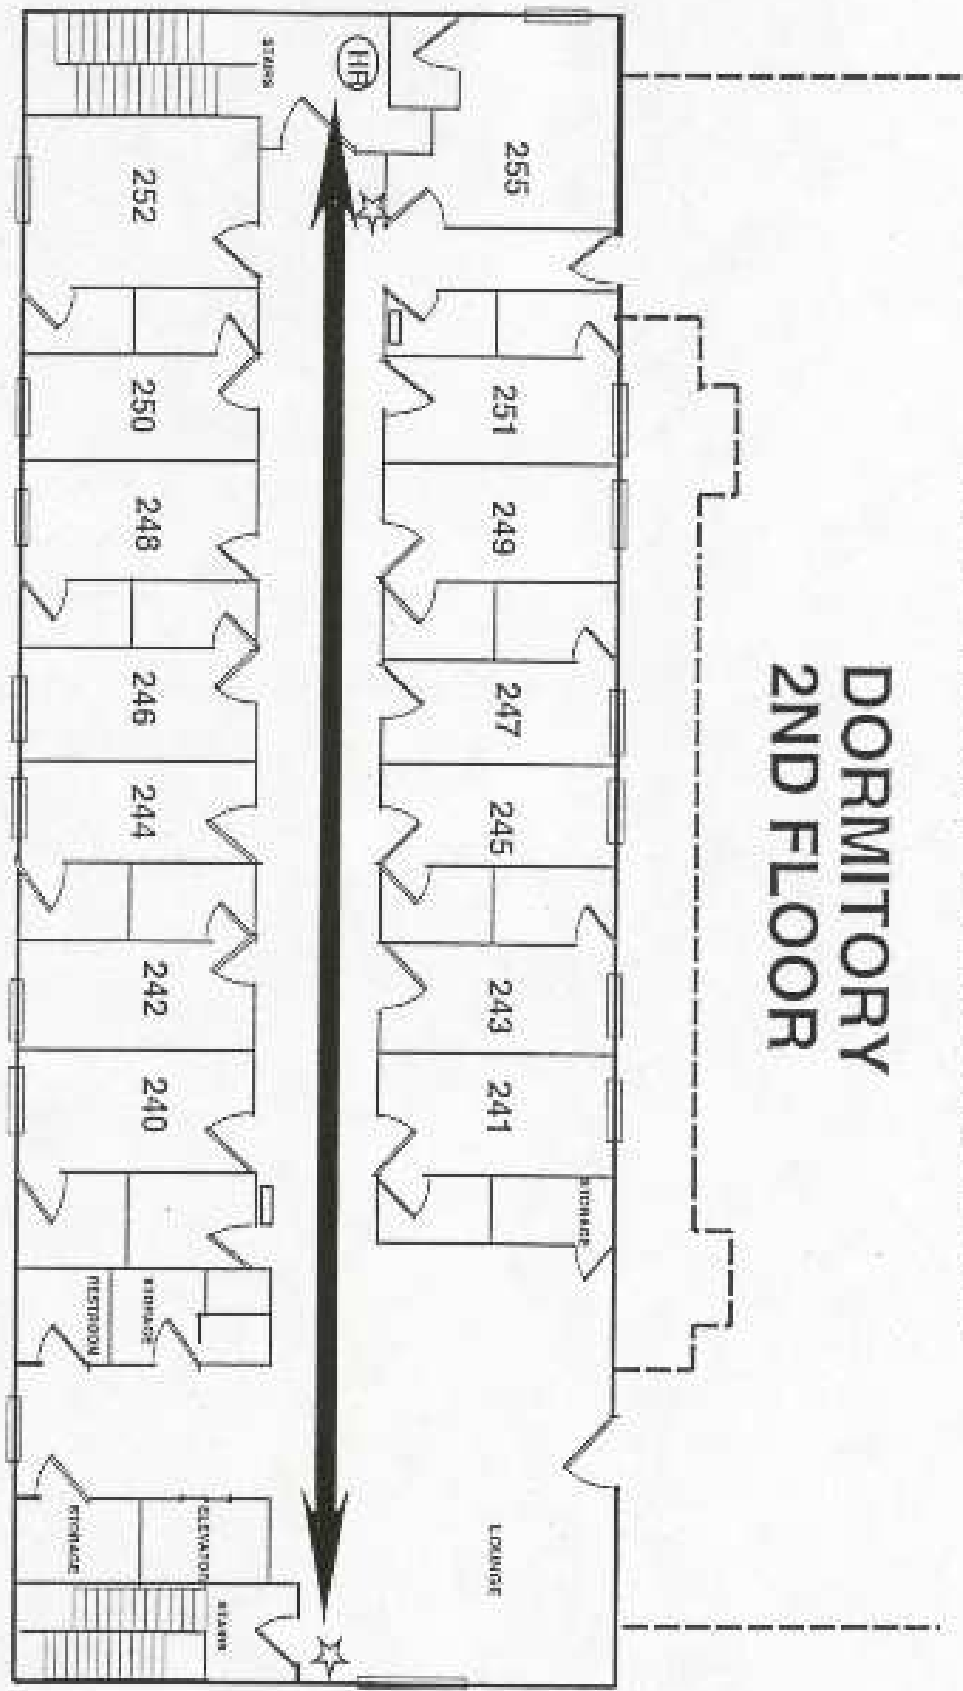 DORMITORY
2ND FLOOR
STAIRS
HR
255
252
250
251
248
249
246
247
244
245
242
243
240
241
STORAGE
RESTROOM
STORAGE
STORAGE
ELEVATOR
LOUNGE
STAIRS